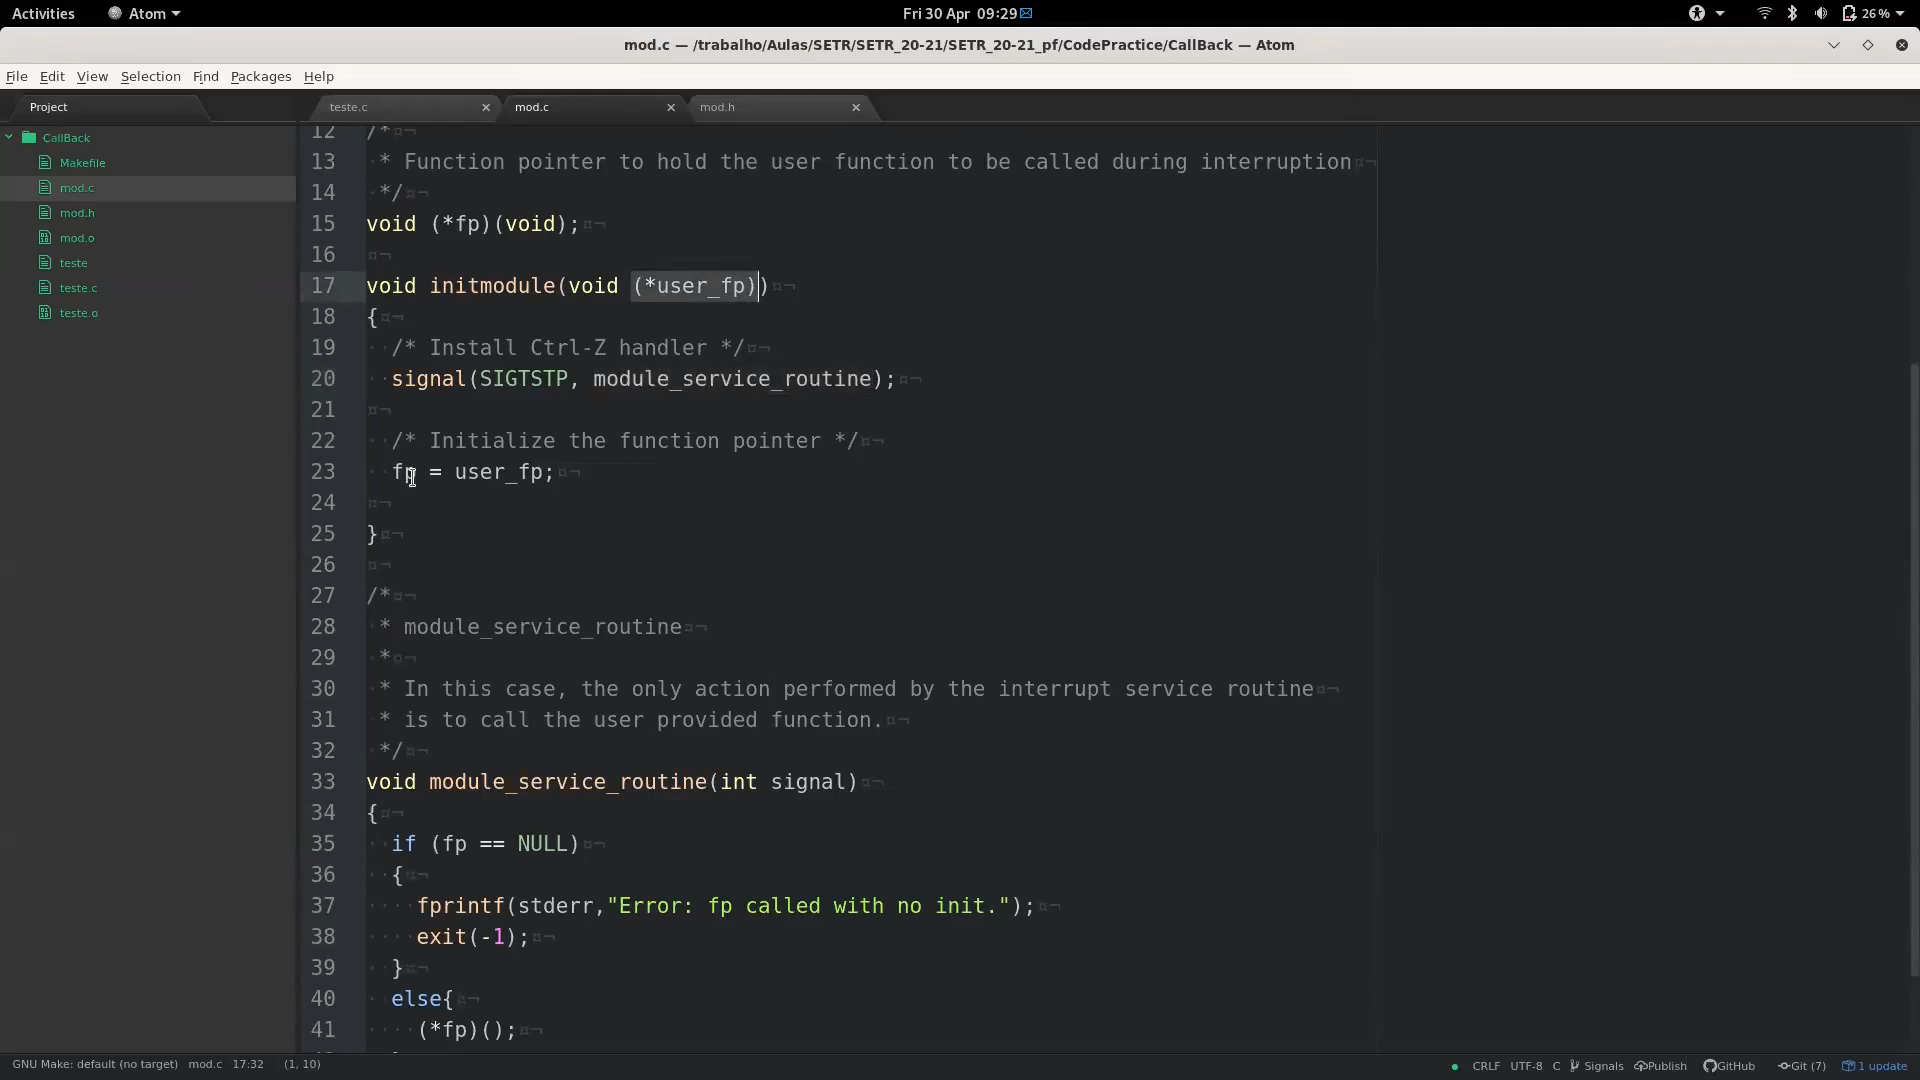 Activities Atom Fri 30 Apr 09:29 26%
mod.c — /trabalho/Aulas/SETR/SETR_20-21/SETR_20-21_pf/CodePractice/CallBack — Atom
File Edit View Selection Find Packages Help
Project teste.c mod.c mod.h
CallBack
Makefile
mod.c
mod.h
mod.o
teste
teste.c
teste.o
12 /*
13 * Function pointer to hold the user function to be called during interruption
14 */
15 void (*fp)(void);
16
17 void initmodule(void (*user_fp))
18 {
19 /* Install Ctrl-Z handler */
20 signal(SIGTSTP, module_service_routine);
21
22 /* Initialize the function pointer */
23 fp = user_fp;
24
25 }
26
27 /*
28 * module_service_routine
29 *
30 * In this case, the only action performed by the interrupt service routine
31 * is to call the user provided function.
32 */
33 void module_service_routine(int signal)
34 {
35 if (fp == NULL)
36 {
37 fprintf(stderr,"Error: fp called with no init.");
38 exit(-1);
39 }
40 else{
41 (*fp)();
GNU Make: default (no target) mod.c 17:32 (1, 10) CRLF UTF-8 C Signals Publish GitHub Git (7) 1 update